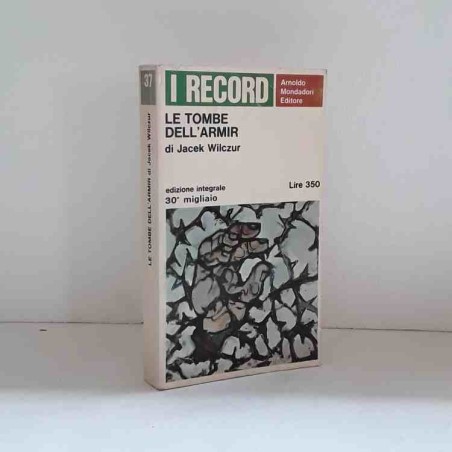 37
LE TOMBE DELL'ARMIR di Jacek Wilczur
I RECORD
Arnoldo
Mondadori
Editore
LE TOMBE
DELL'ARMIR
di Jacek Wilczur
edizione integrale
Lire 350
30° migliaio